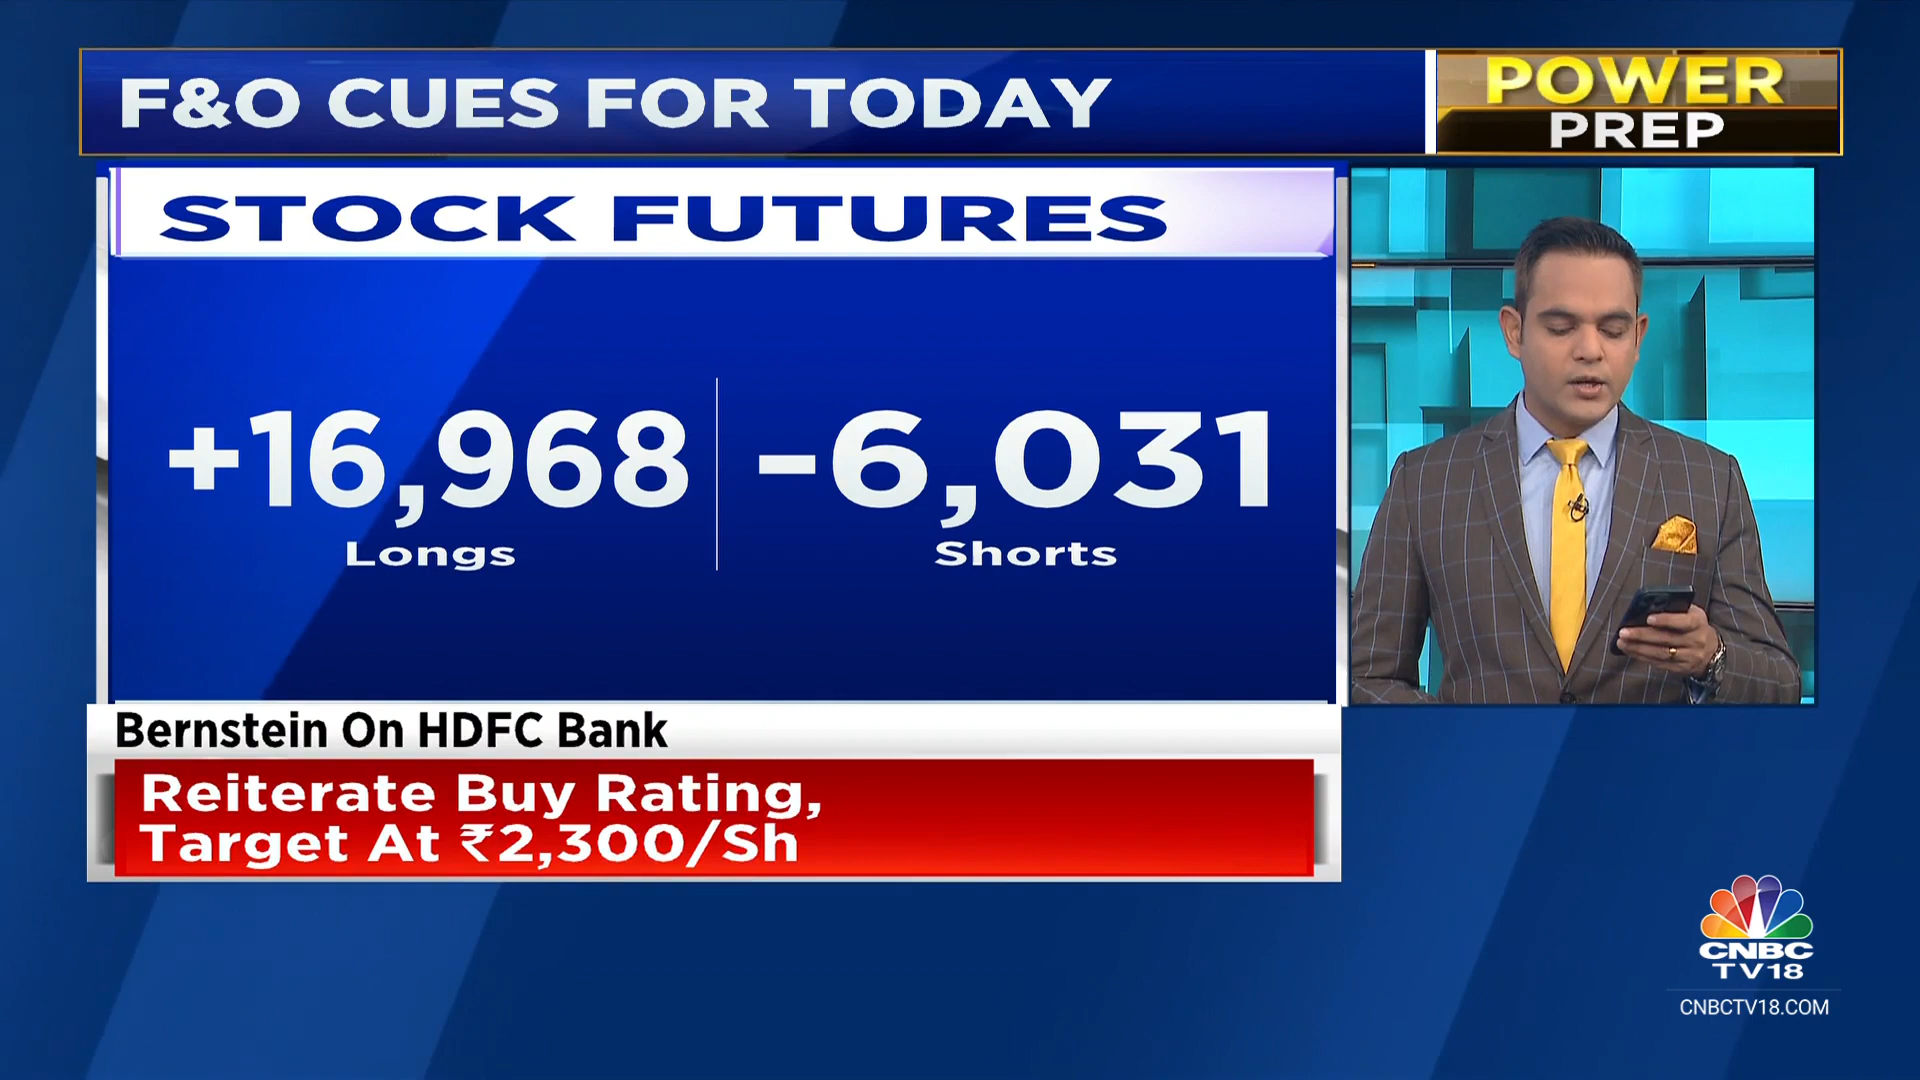 F&O CUES FOR TODAY
POWER
PREP
STOCK FUTURES
+16,968
Longs
-6,031
Shorts
Bernstein On HDFC Bank
Reiterate Buy Rating,
Target At ₹2,300/Sh
CNBC
TV18
CNBCTV18.COM